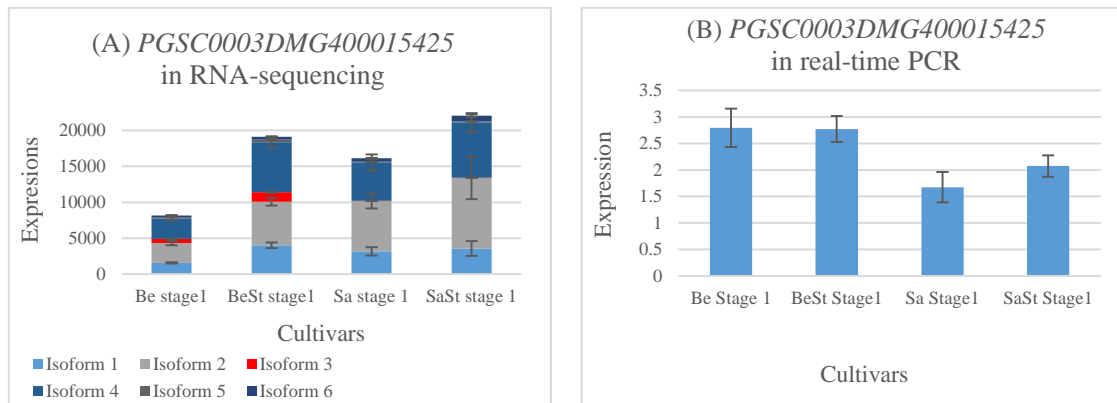 (A) PGSC0003DMG400015425
in RNA-sequencing
20000
15000
10000
5000
0
Expresions
Be stage1
BeSt stage1
Sa stage 1
SaSt stage 1
Cultivars
Isoform 1
Isoform 2
Isoform 3
Isoform 4
Isoform 5
Isoform 6
(B) PGSC0003DMG400015425
in real-time PCR
3.5
3
2.5
2
1.5
1
0.5
0
Expression
Be Stage 1
BeSt Stage1
Sa Stage1
SaSt Stage1
Cultivars